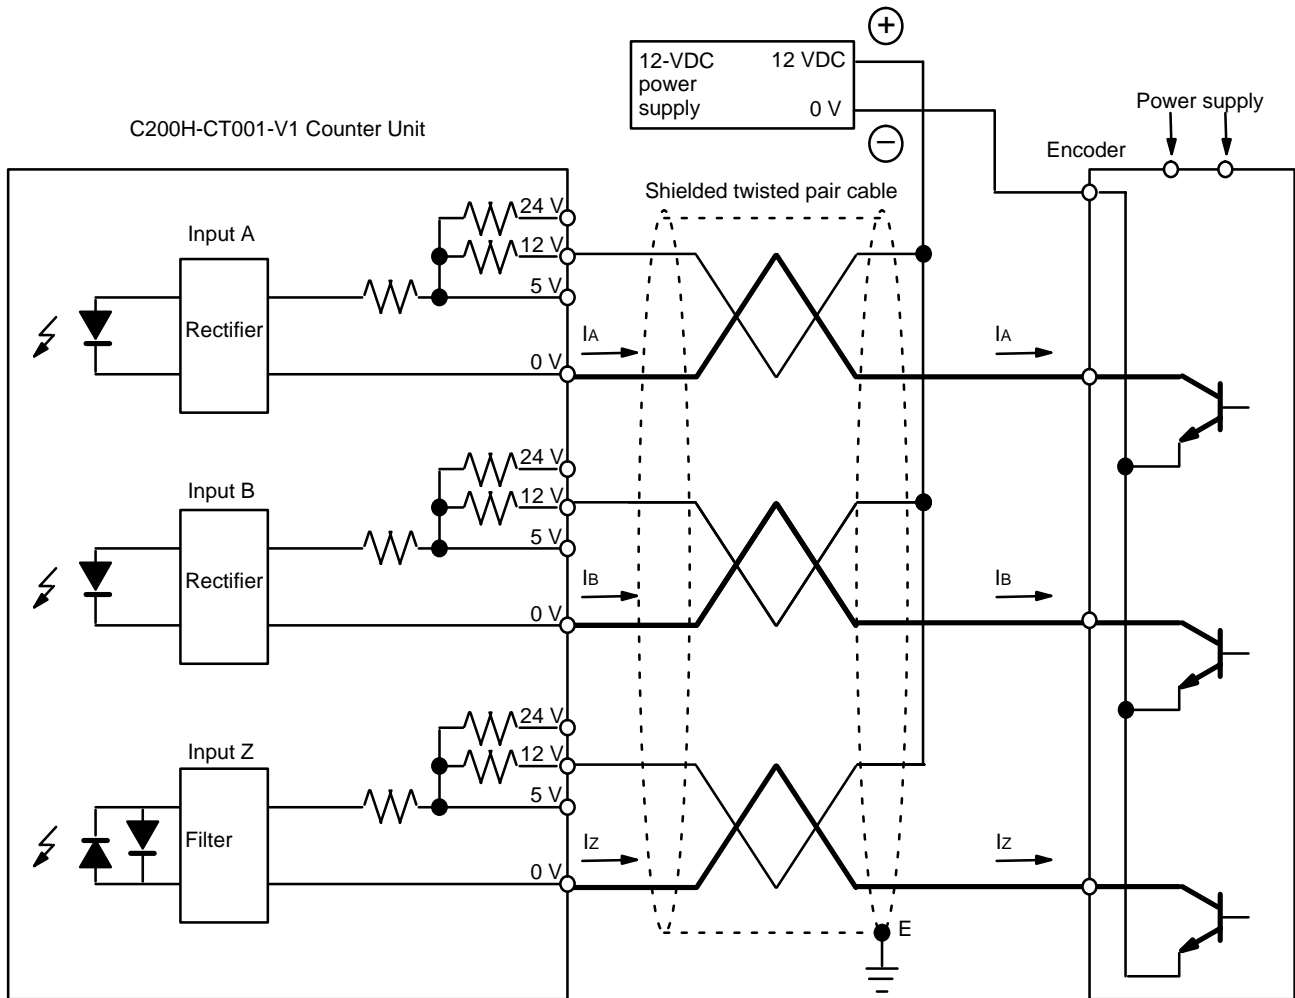 12-VDC 12 VDC
power
supply 0 V
+
−
Power supply
C200H-CT001-V1 Counter Unit
Encoder
Shielded twisted pair cable
24 V
Input A
12 V
5 V
Rectifier
IA
IA
0 V
24 V
Input B
12 V
5 V
Rectifier
IB
IB
0 V
24 V
Input Z
12 V
5 V
Filter
IZ
IZ
0 V
E